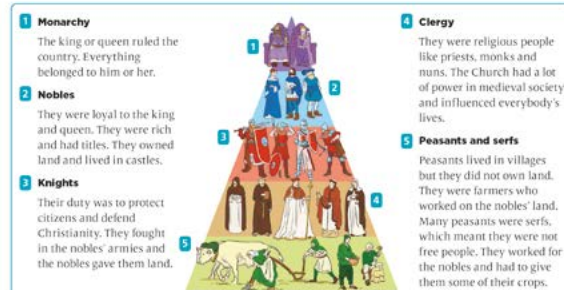 1 Monarchy
The king or queen ruled the
country. Everything
belonged to him or her.
2 Nobles
They were loyal to the king
and queen. They were rich
and had titles. They owned
land and lived in castles.
3 Knights
Their duty was to protect
citizens and defend
Christianity. They fought
in the nobles' armies and
the nobles gave them land.
1
2
3
4
5
4 Clergy
They were religious people
like priests, monks and
nuns. The Church had a lot
of power in medieval society
and influenced everybody's
lives.
5 Peasants and serfs
Peasants lived in villages
but they did not own land.
They were farmers who
worked on the nobles' land.
Many peasants were serfs,
which meant they were not
free people. They worked for
the nobles and had to give
them some of their crops.